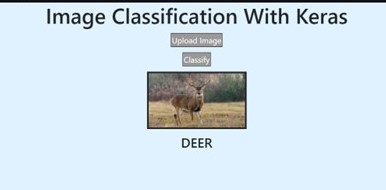 Image Classification With Keras
Upload Image
Classify
DEER